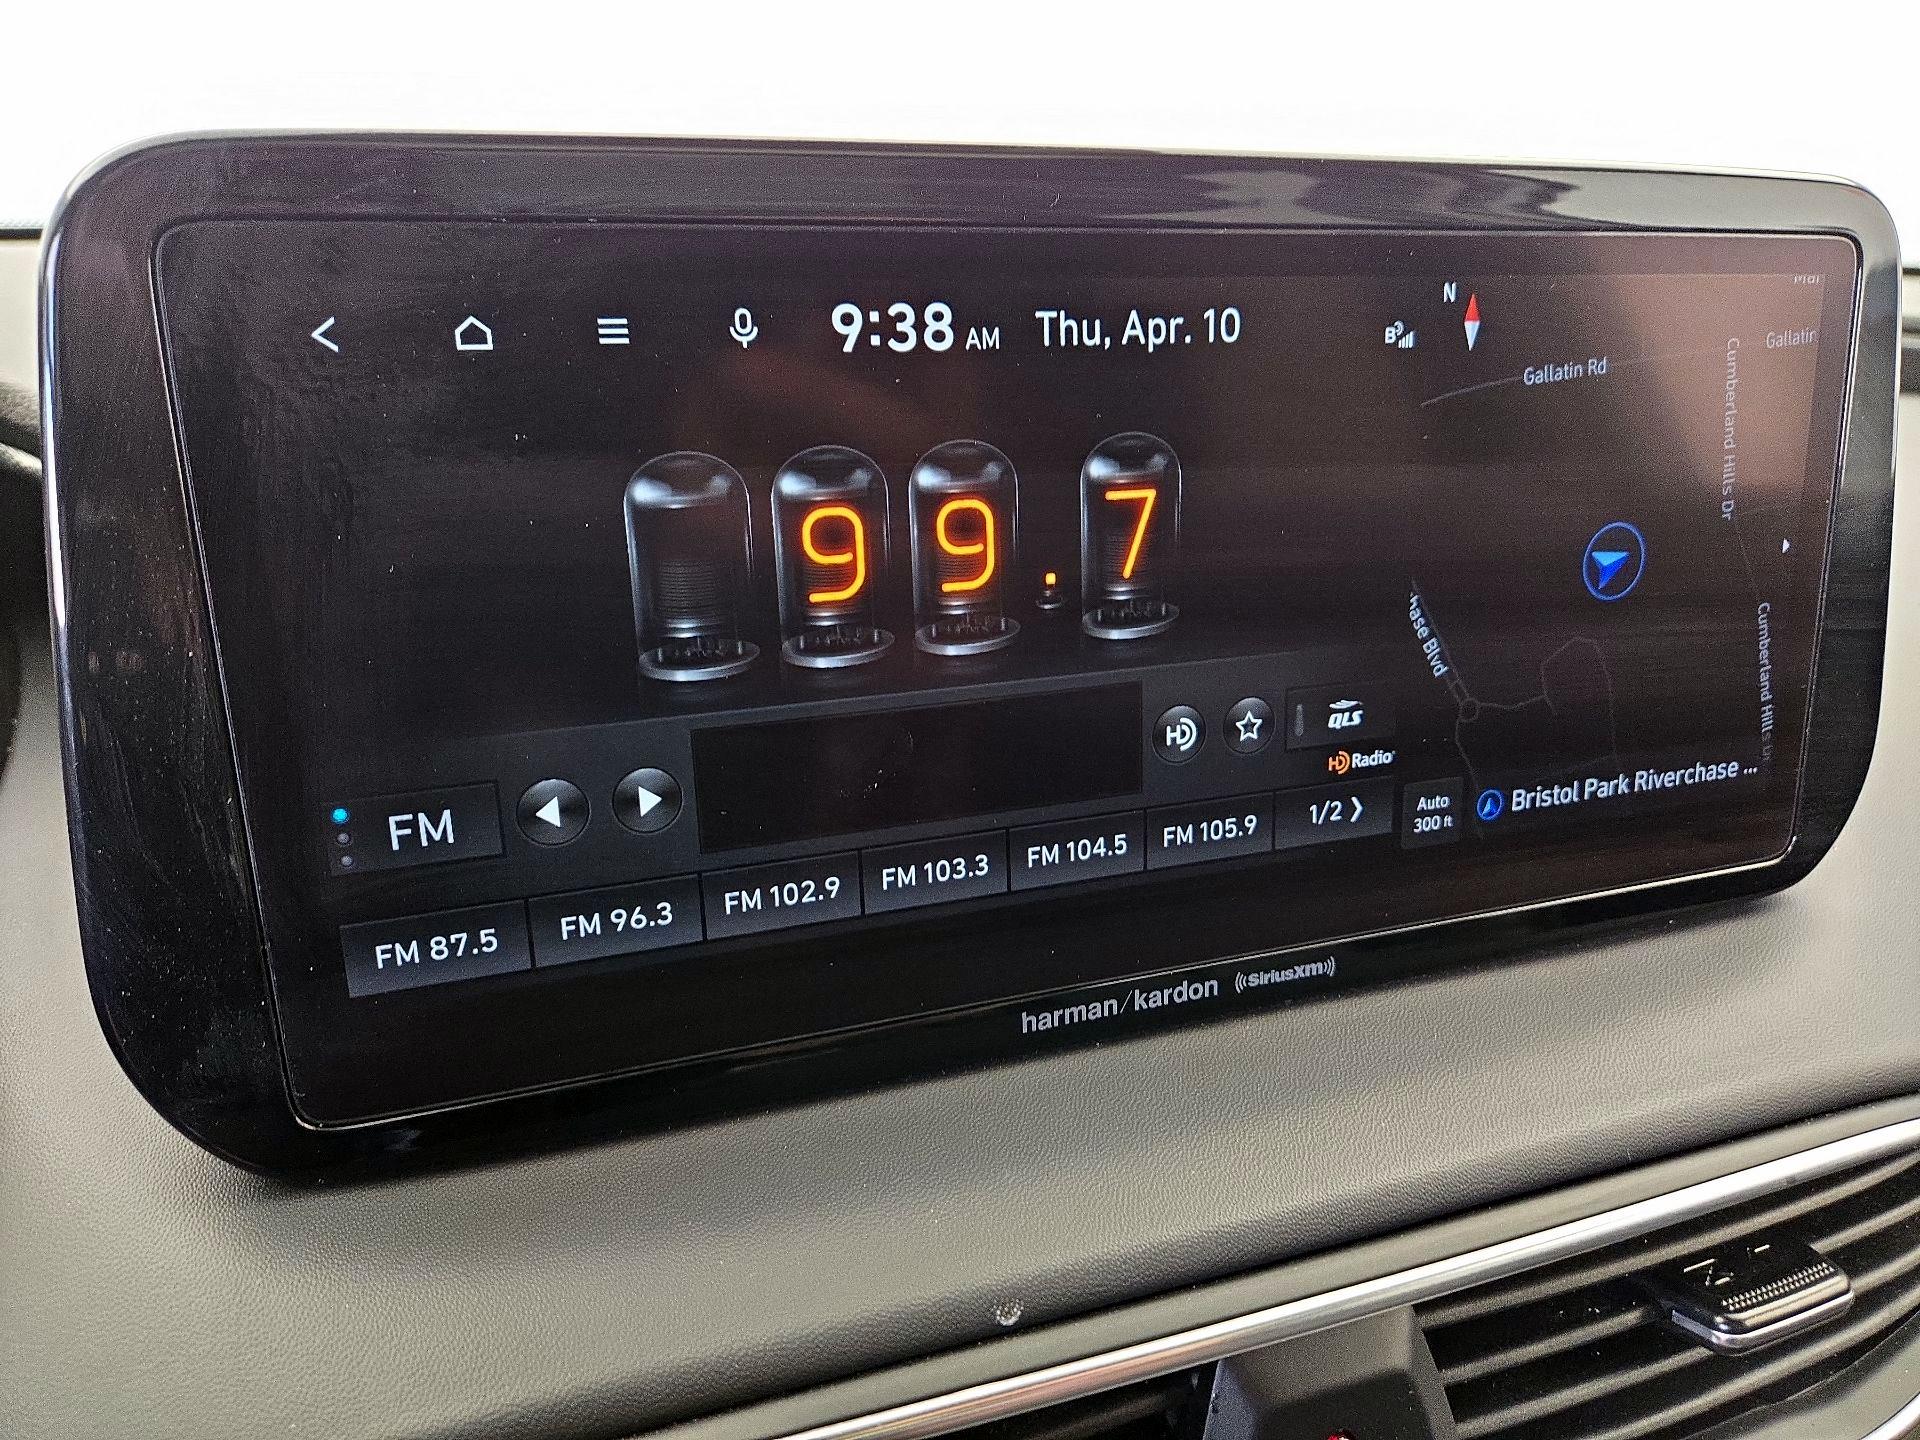 9:38 AM Thu, Apr. 10
N
Gallatin Rd
Gallatin
Cumberland Hills Dr
99.7
Blvd
Cumberland Hills
HD
QLS
HD Radio
FM
1/2
Auto
300 ft
Bristol Park Riverchase ...
FM 87.5
FM 96.3
FM 102.9
FM 103.3
FM 104.5
FM 105.9
harman/kardon
((SiriusXM))